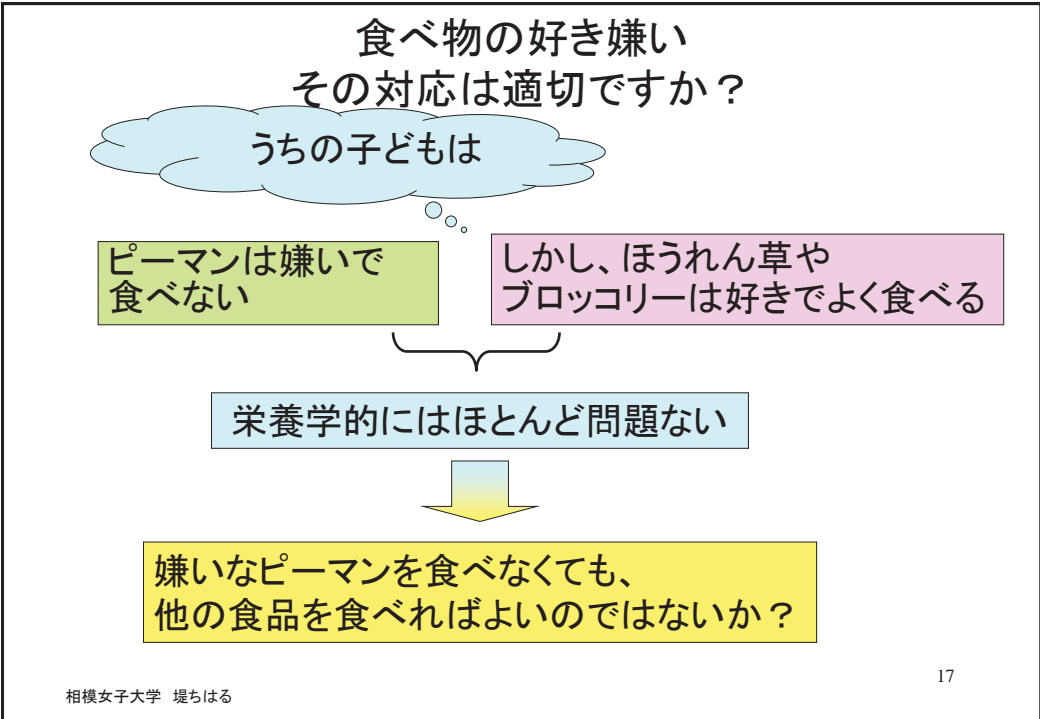 食べ物の好き嫌い
その対応は適切ですか？
うちの子どもは
ピーマンは嫌いで
食べない
しかし、ほうれん草や
ブロッコリーは好きでよく食べる
栄養学的にはほとんど問題ない
嫌いなピーマンを食べなくても、
他の食品を食べればよいのではないか？
17
相模女子大学 堤ちはる